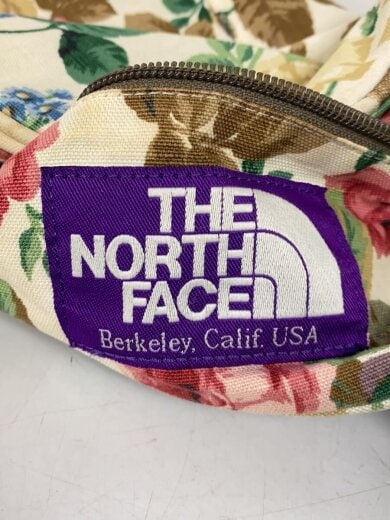 THE
NORTH
FACE
Berkeley, Calif. USA